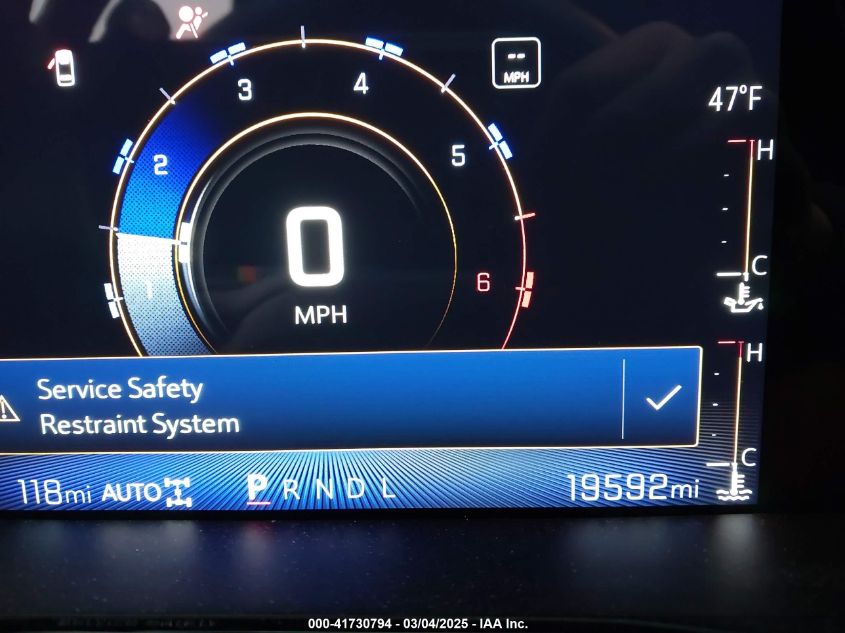 --
MPH
3
4
47°F
2
5
H
1
0
6
C
MPH
H
Service Safety
Restraint System
C
118mi AUTO P R N D L 19592mi
000-41730794 - 03/04/2025 - IAA Inc.